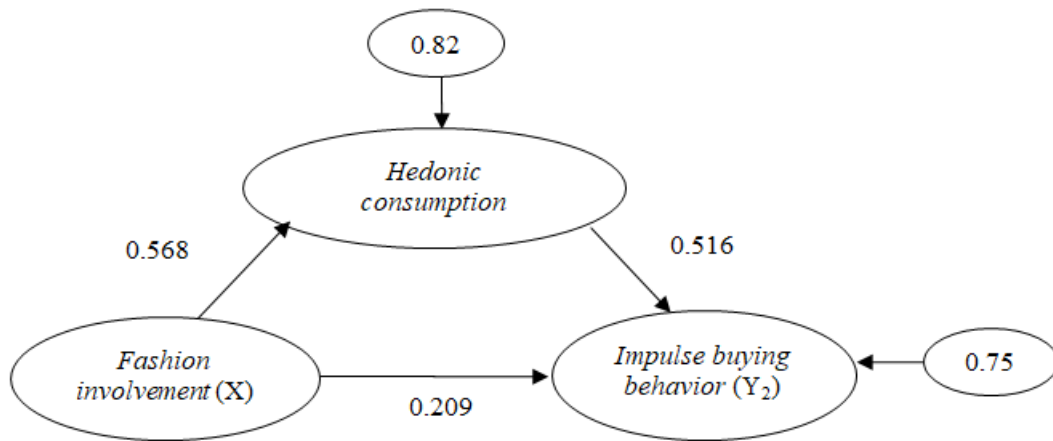 0.82
Hedonic
consumption
0.568
0.516
Fashion
involvement (X)
0.209
Impulse buying
behavior (Y₂)
0.75